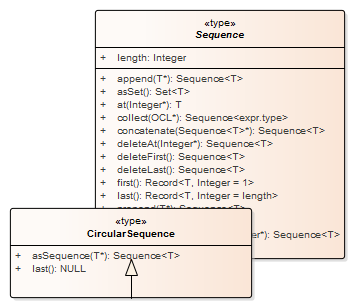 «type»
Sequence
+ length: Integer
+ append(T*): Sequence<T>
+ asSet(): Set<T>
+ at(Integer*): T
+ collect(OCL*): Sequence<expr.type>
+ concatenate(Sequence<T>*): Sequence<T>
+ deleteAt(Integer*): Sequence<T>
+ deleteFirst(): Sequence<T>
+ deleteLast(): Sequence<T>
+ first(): Record<T, Integer = 1>
+ last(): Record<T, Integer = length>
er*): Sequence<T>
«type»
CircularSequence
+ asSequence(T*): Sequence<T>
+ last(): NULL